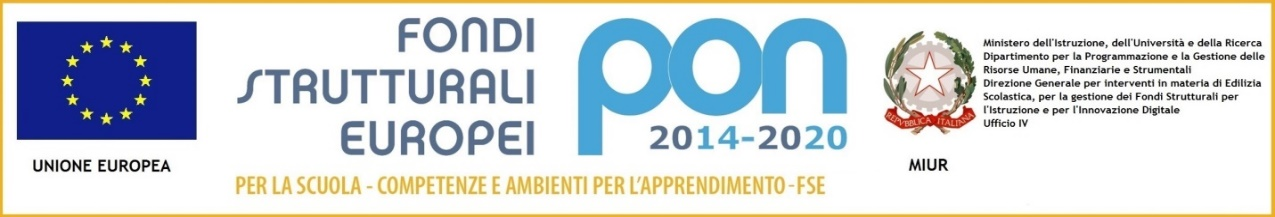 UNIONE EUROPEA
FONDI
STRUTTURALI
EUROPEI
pon
2014-2020
PER LA SCUOLA - COMPETENZE E AMBIENTI PER L'APPRENDIMENTO-FSE
REPVBBLICA ITALIANA
MIUR
Ministero dell'Istruzione, dell'Università e della Ricerca
Dipartimento per la Programmazione e la Gestione delle
Risorse Umane, Finanziarie e Strumentali
Direzione Generale per interventi in materia di Edilizia
Scolastica, per la gestione dei Fondi Strutturali per
l'Istruzione e per l'Innovazione Digitale
Ufficio IV